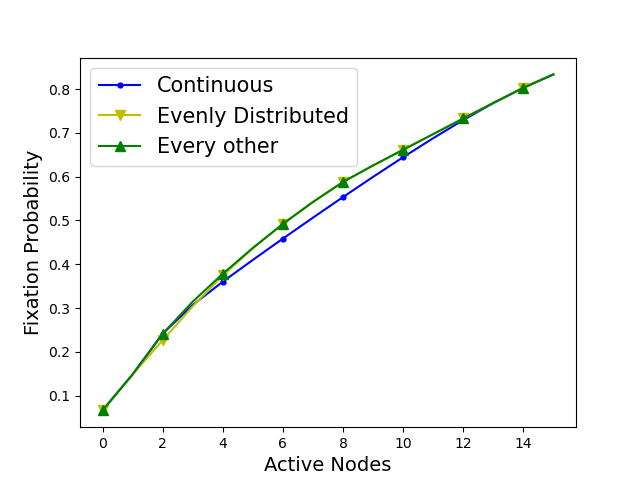 Continuous
Evenly Distributed
Every other
Fixation Probability
0.8
0.7
0.6
0.5
0.4
0.3
0.2
0.1
0 2 4 6 8 10 12 14
Active Nodes